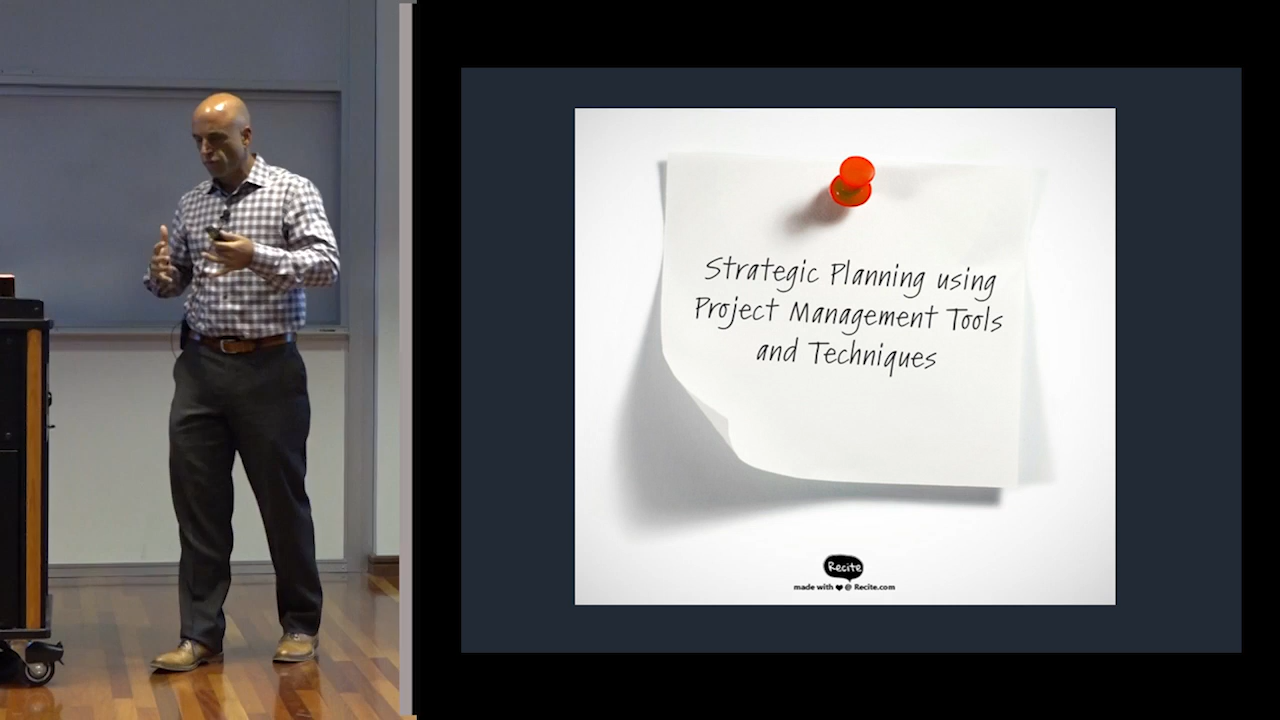 Strategic Planning using
Project Management Tools
and Techniques
Recite
made with ❤ @ Recite.com